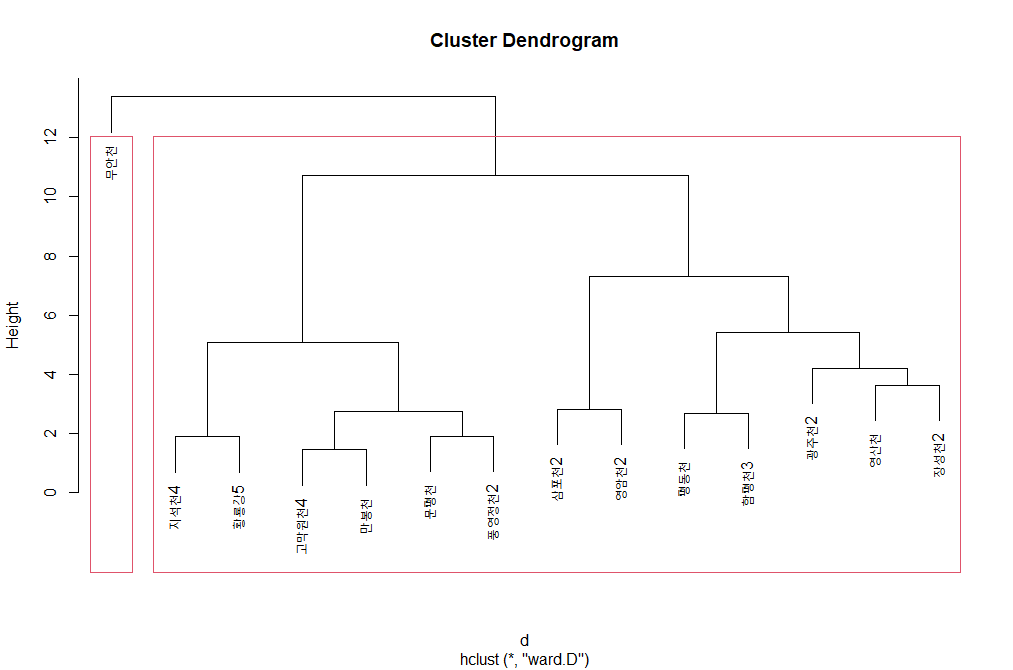 Cluster Dendrogram
Height
0 2 4 6 8 10 12
무안천
지석천4
황룡강5
고막원천4
만봉천
문평천
풍영정천2
삼포천2
영암천2
평동천
함평천3
광주천2
영산천
장성천2
d
hclust (*, "ward.D")